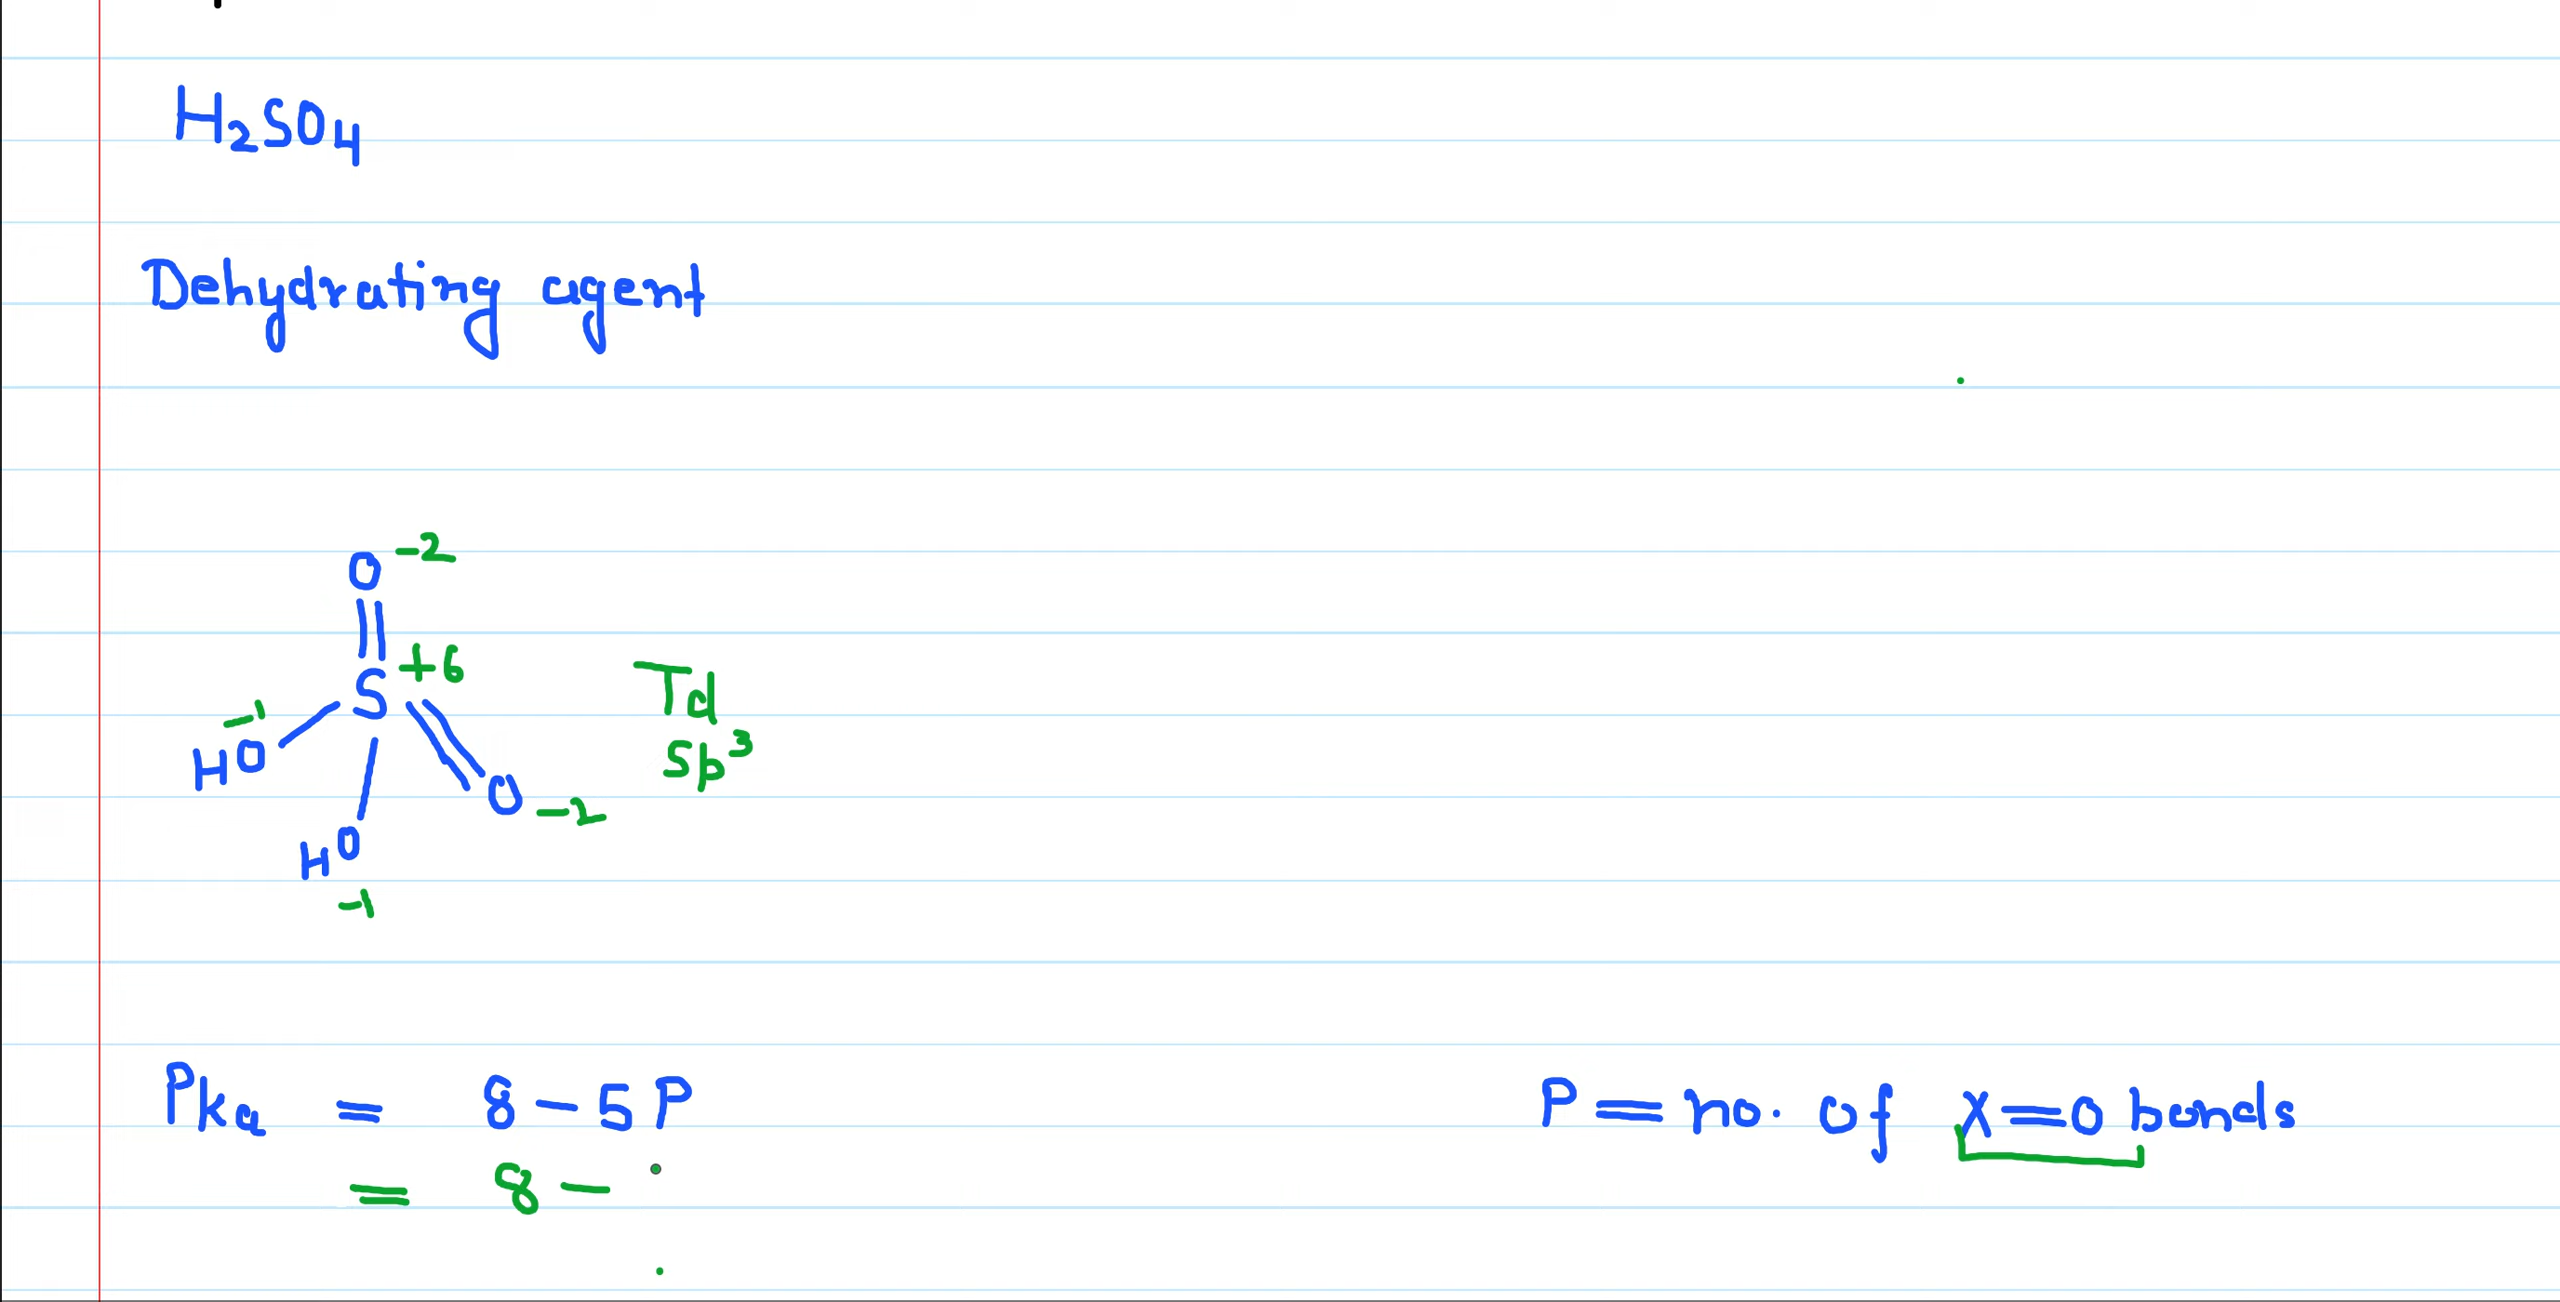 H₂SO₄
Dehydrating agent
O -2
S +6
-1
HO
O -2
HO
-1
Td
sp³
Pka = 8 - 5P
P = no. of X=O bonds
= 8 -